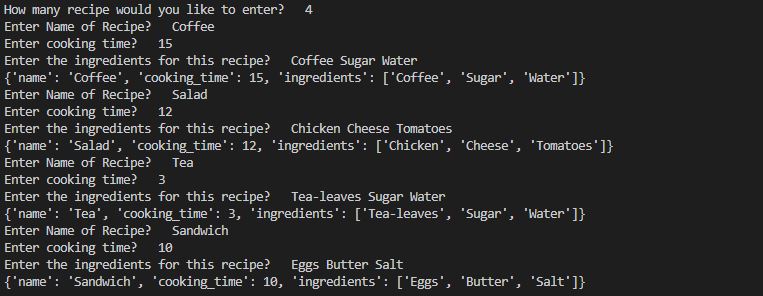 How many recipe would you like to enter?   4
Enter Name of Recipe?   Coffee
Enter cooking time?   15
Enter the ingredients for this recipe?   Coffee Sugar Water
{'name': 'Coffee', 'cooking_time': 15, 'ingredients': ['Coffee', 'Sugar', 'Water']}
Enter Name of Recipe?   Salad
Enter cooking time?   12
Enter the ingredients for this recipe?   Chicken Cheese Tomatoes
{'name': 'Salad', 'cooking_time': 12, 'ingredients': ['Chicken', 'Cheese', 'Tomatoes']}
Enter Name of Recipe?   Tea
Enter cooking time?   3
Enter the ingredients for this recipe?   Tea-leaves Sugar Water
{'name': 'Tea', 'cooking_time': 3, 'ingredients': ['Tea-leaves', 'Sugar', 'Water']}
Enter Name of Recipe?   Sandwich
Enter cooking time?   10
Enter the ingredients for this recipe?   Eggs Butter Salt
{'name': 'Sandwich', 'cooking_time': 10, 'ingredients': ['Eggs', 'Butter', 'Salt']}